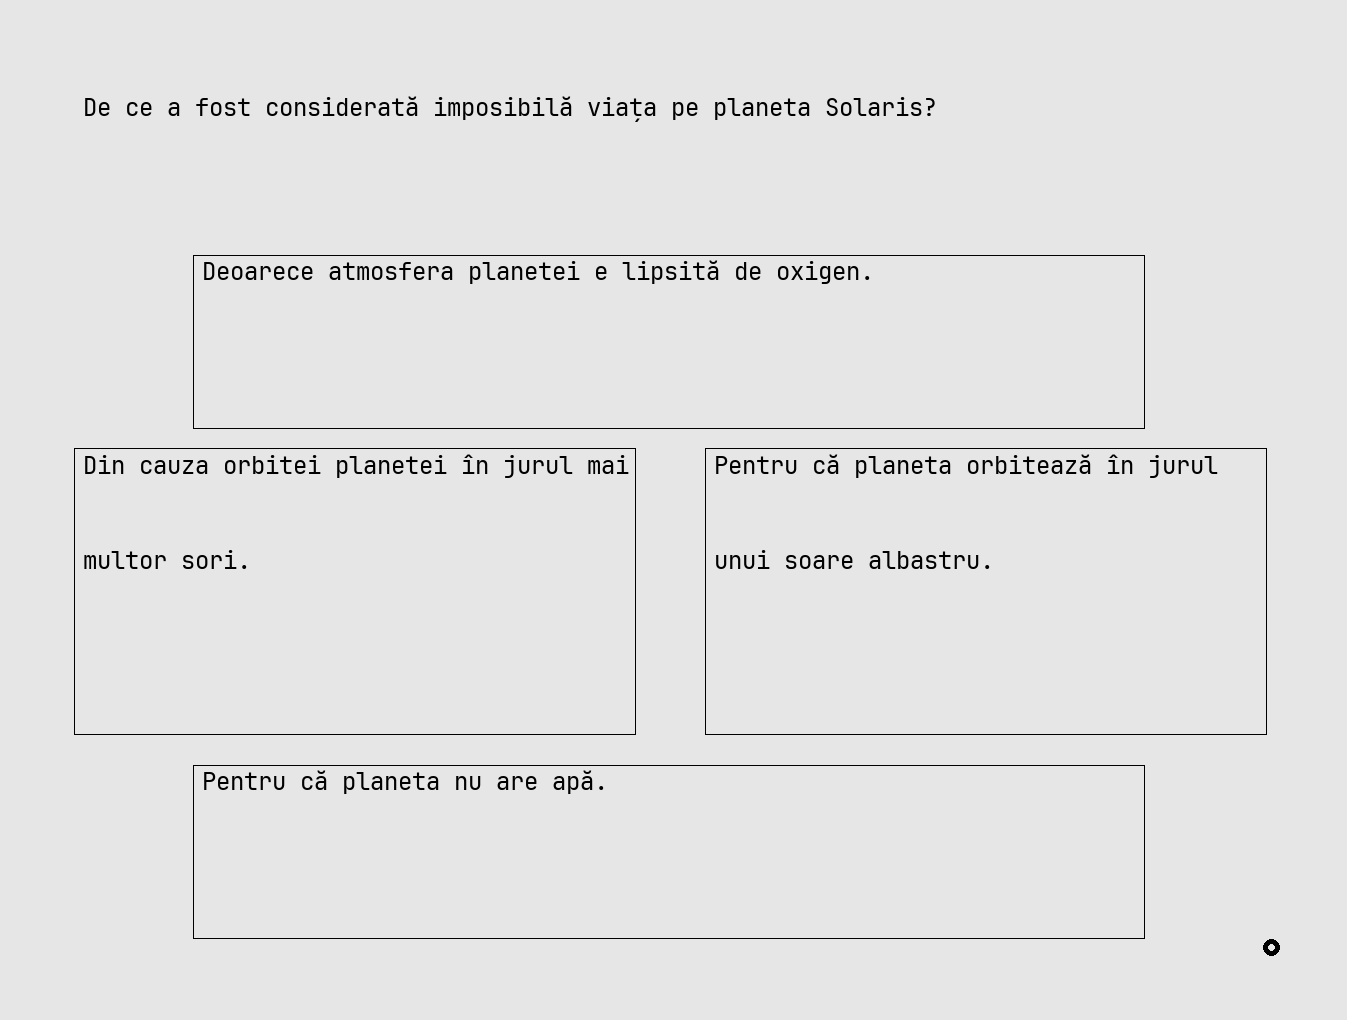 De ce a fost considerată imposibilă viața pe planeta Solaris?
Deoarece atmosfera planetei e lipsită de oxigen.
Din cauza orbitei planetei în jurul mai
multor sori.
Pentru că planeta orbitează în jurul
unui soare albastru.
Pentru că planeta nu are apă.